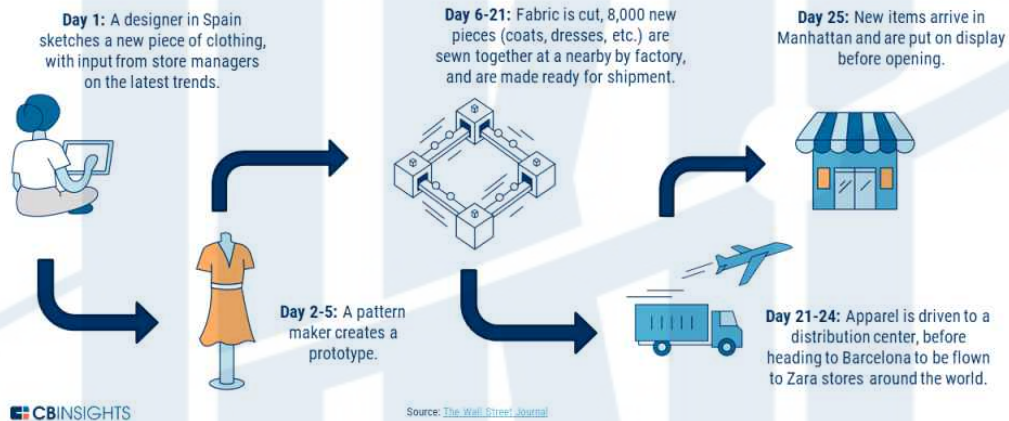 Day 1: A designer in Spain
sketches a new piece of clothing,
with input from store managers
on the latest trends.
Day 2-5: A pattern
maker creates a
prototype.
Day 6-21: Fabric is cut, 8,000 new
pieces (coats, dresses, etc.) are
sewn together at a nearby by factory,
and are made ready for shipment.
Day 21-24: Apparel is driven to a
distribution center, before
heading to Barcelona to be flown
to Zara stores around the world.
Day 25: New items arrive in
Manhattan and are put on display
before opening.
CBINSIGHTS
Source: The Wall Street Journal